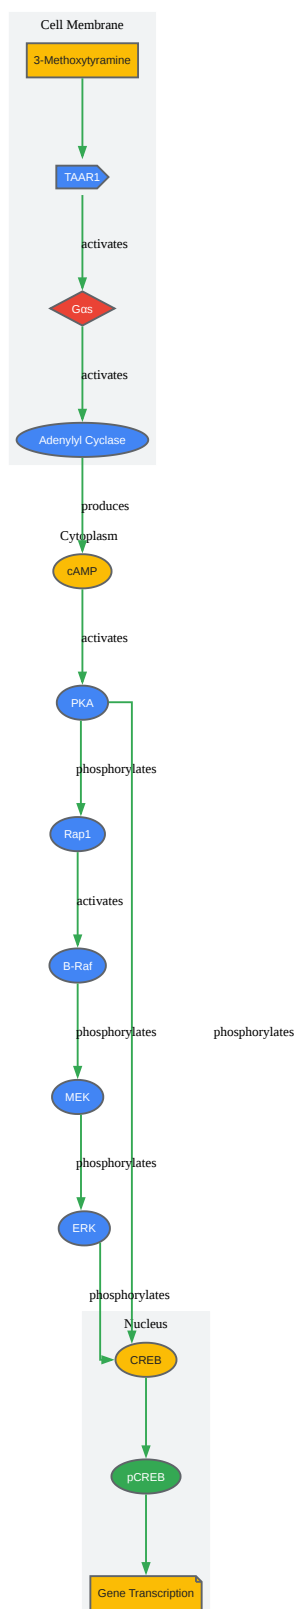 Cell Membrane
3-Methoxytyramine
TAAR1
activates
Gαs
activates
Adenylyl Cyclase
produces
Cytoplasm
cAMP
activates
PKA
phosphorylates
Rap1
activates
B-Raf
phosphorylates
phosphorylates
MEK
phosphorylates
ERK
phosphorylates
Nucleus
CREB
pCREB
Gene Transcription